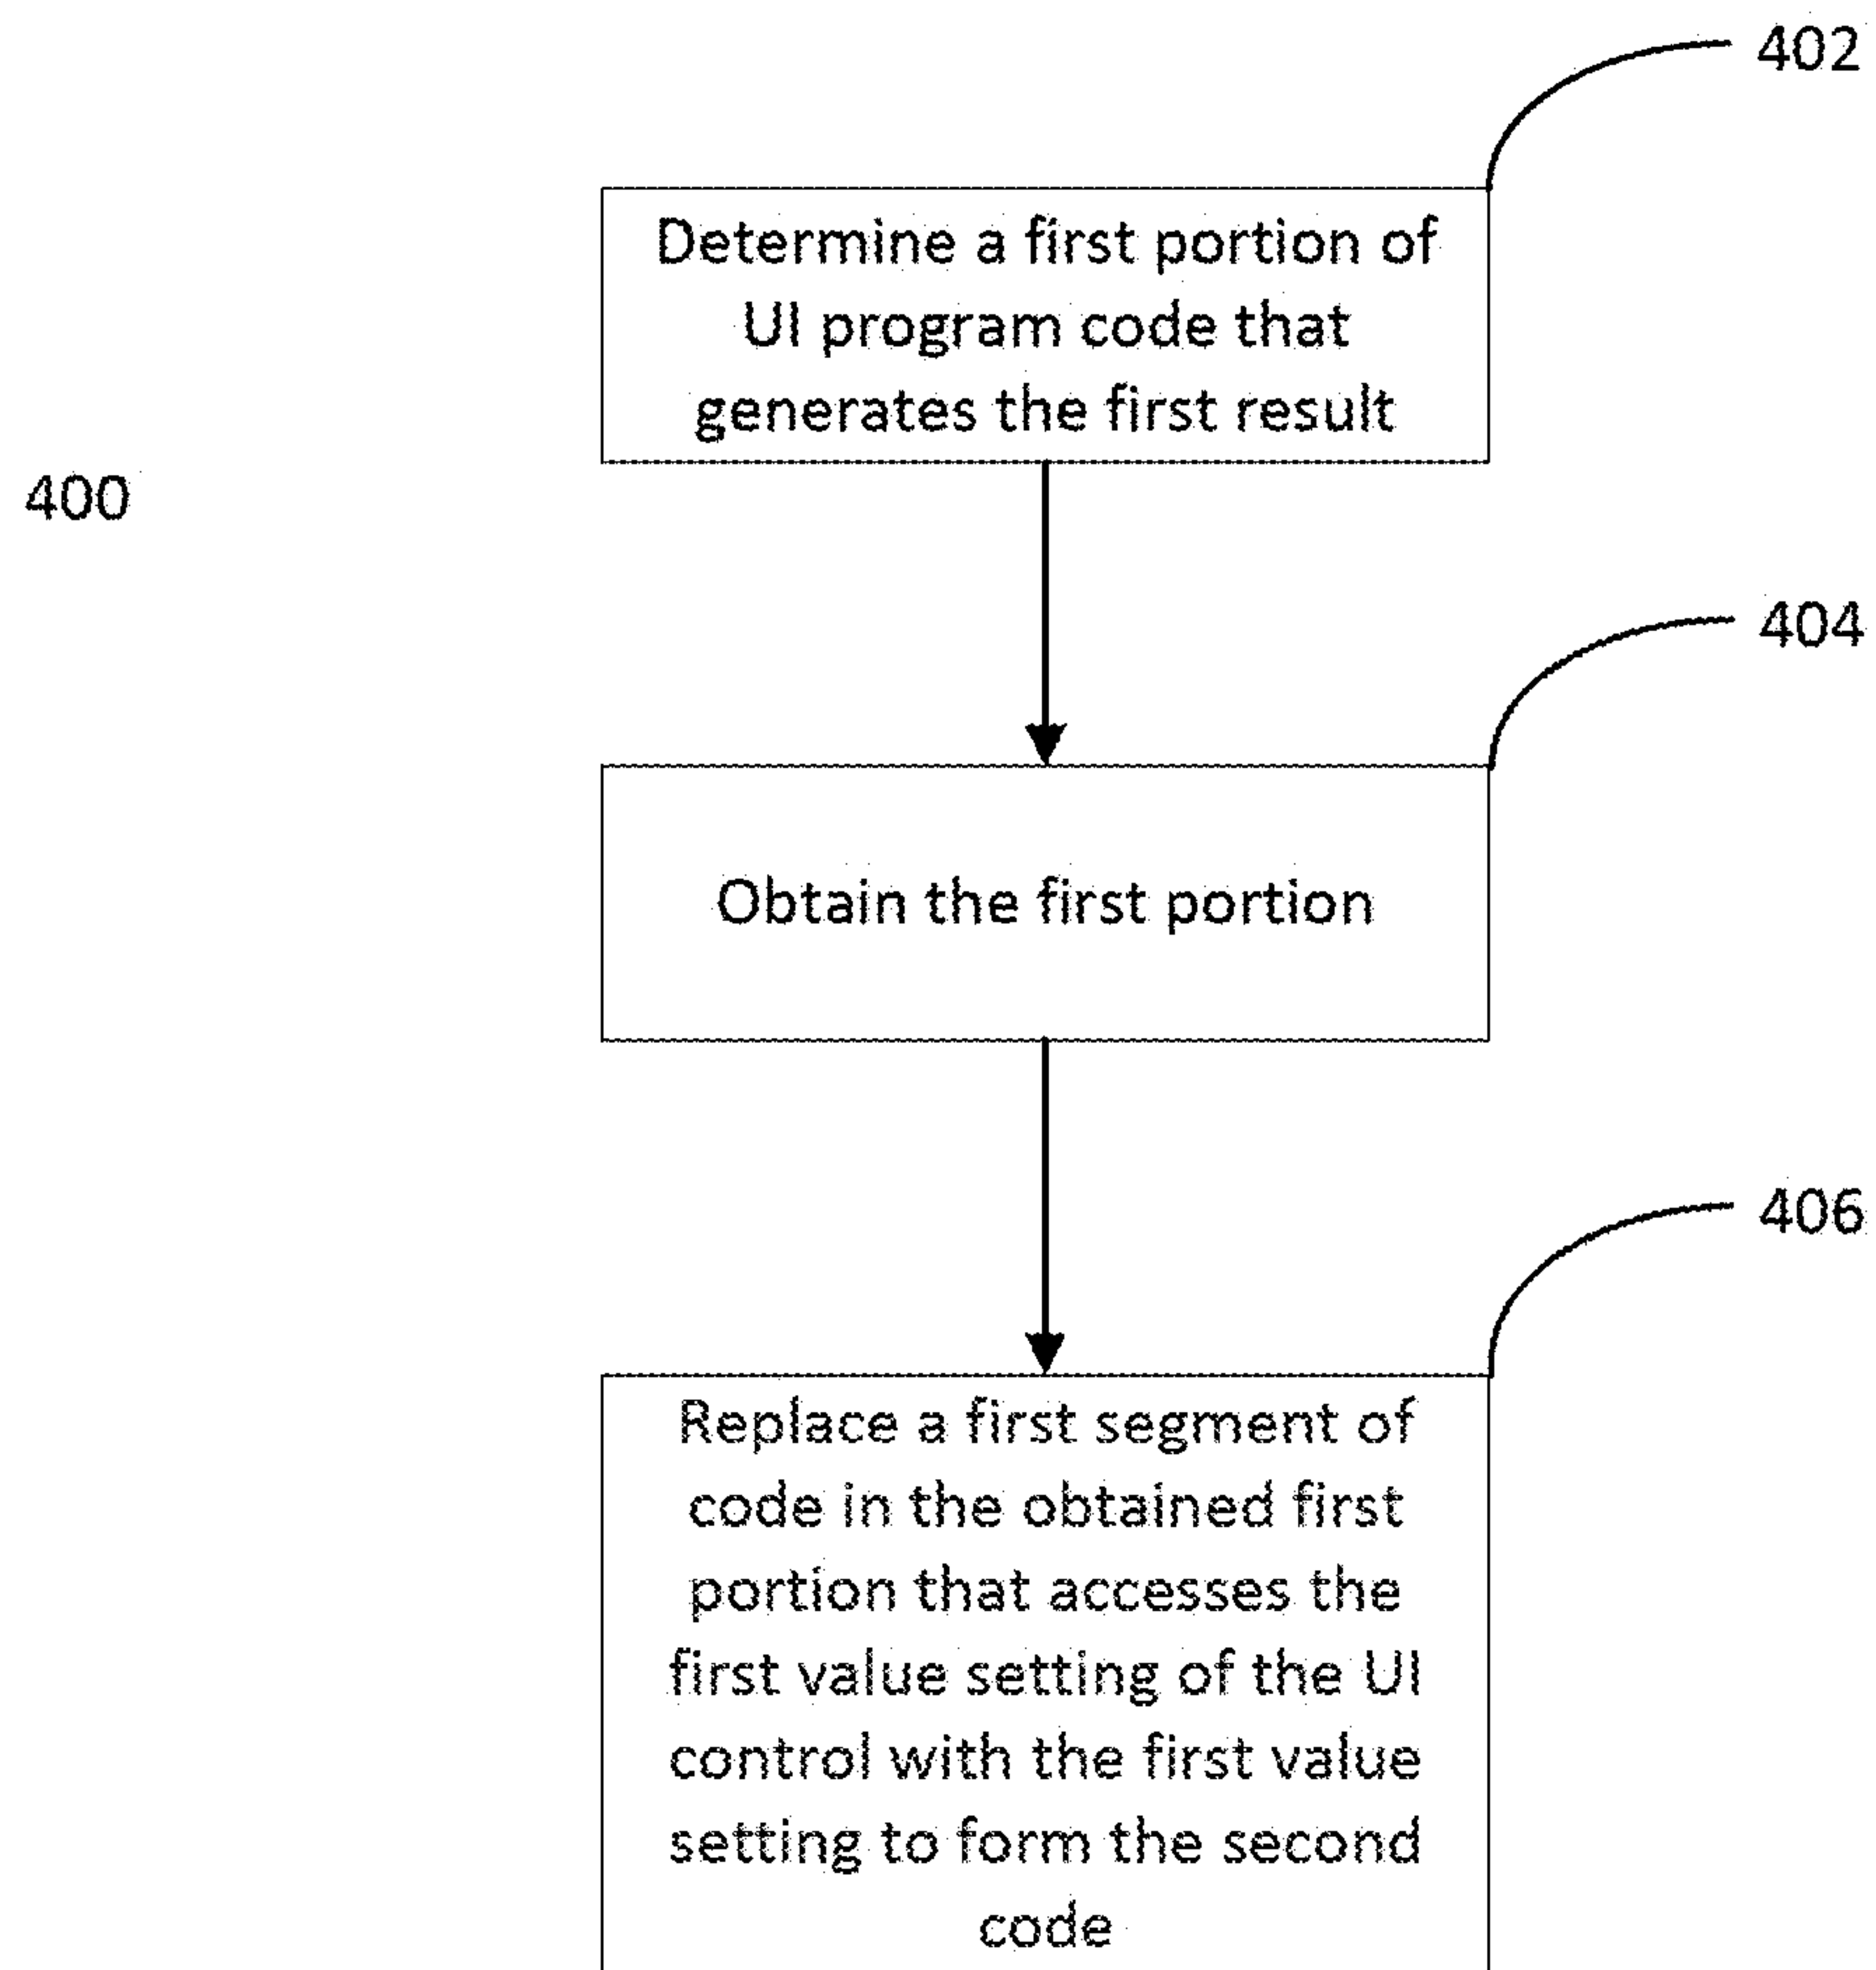 402
Determine a first portion of
UI program code that
generates the first result
400
404
Obtain the first portion
406
Replace a first segment of
code in the obtained first
portion that accesses the
first value setting of the UI
control with the first value
setting to form the second
code